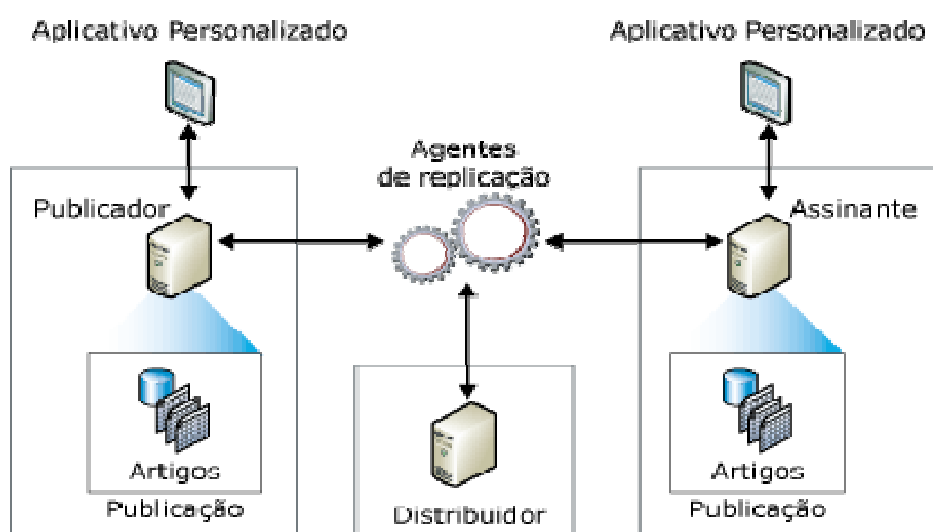 Aplicativo Personalizado
Aplicativo Personalizado
Agentes
de replicação
Publicador
Assinante
Artigos
Publicação
Distribuidor
Artigos
Publicação